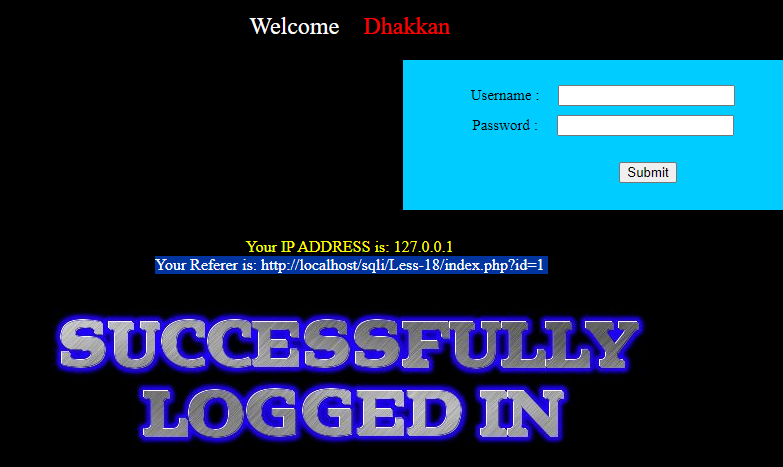 Welcome Dhakkan
Username :
Password :
Submit
Your IP ADDRESS is: 127.0.0.1
Your Referer is: http://localhost/sqli/Less-18/index.php?id=1
SUCCESSFULLY
LOGGED IN